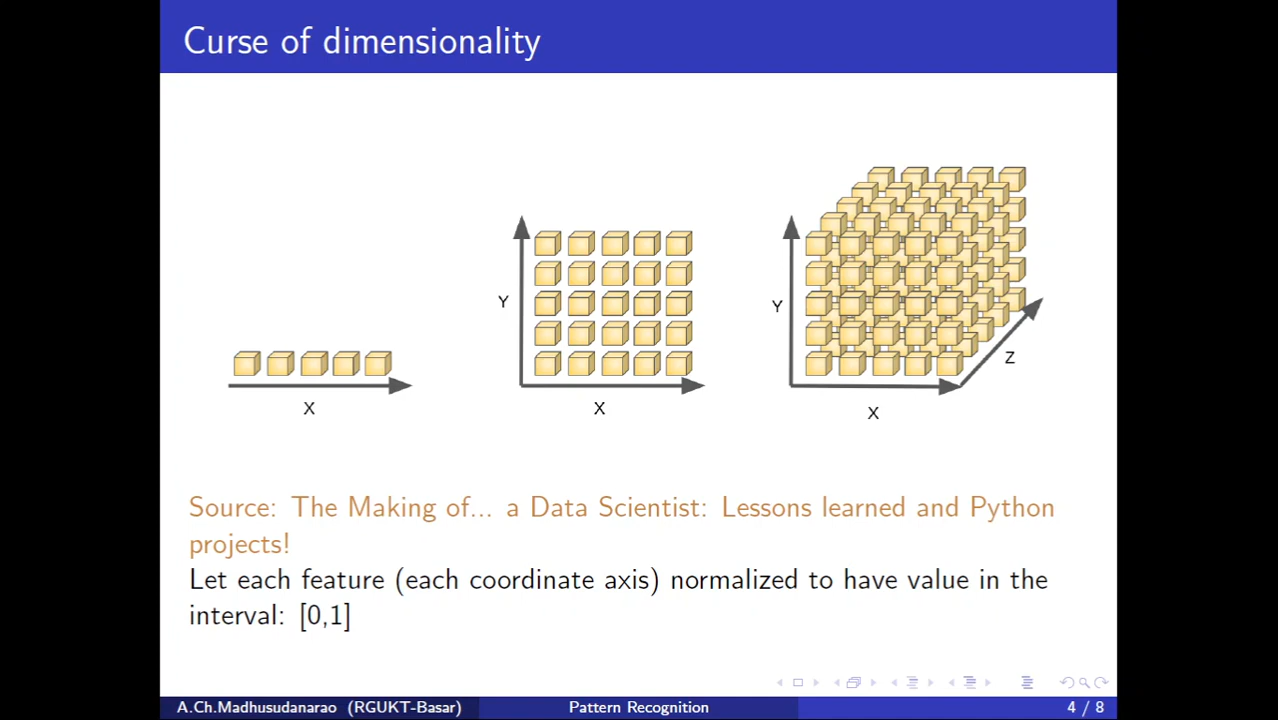 Curse of dimensionality
Y
Y
Z
X
X
X
Source: The Making of... a Data Scientist: Lessons learned and Python
projects!
Let each feature (each coordinate axis) normalized to have value in the
interval: [0,1]
A.Ch.Madhusudanarao (RGUKT-Basar)
Pattern Recognition
4 / 8